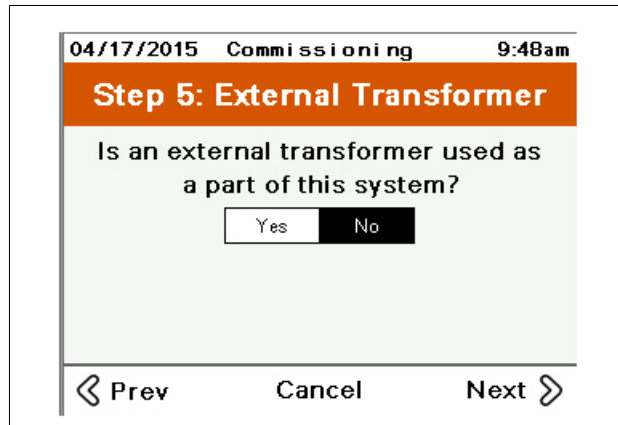 04/17/2015 Commissioning 9:48am
Step 5: External Transformer
Is an external transformer used as
a part of this system?
Yes No
Prev Cancel Next